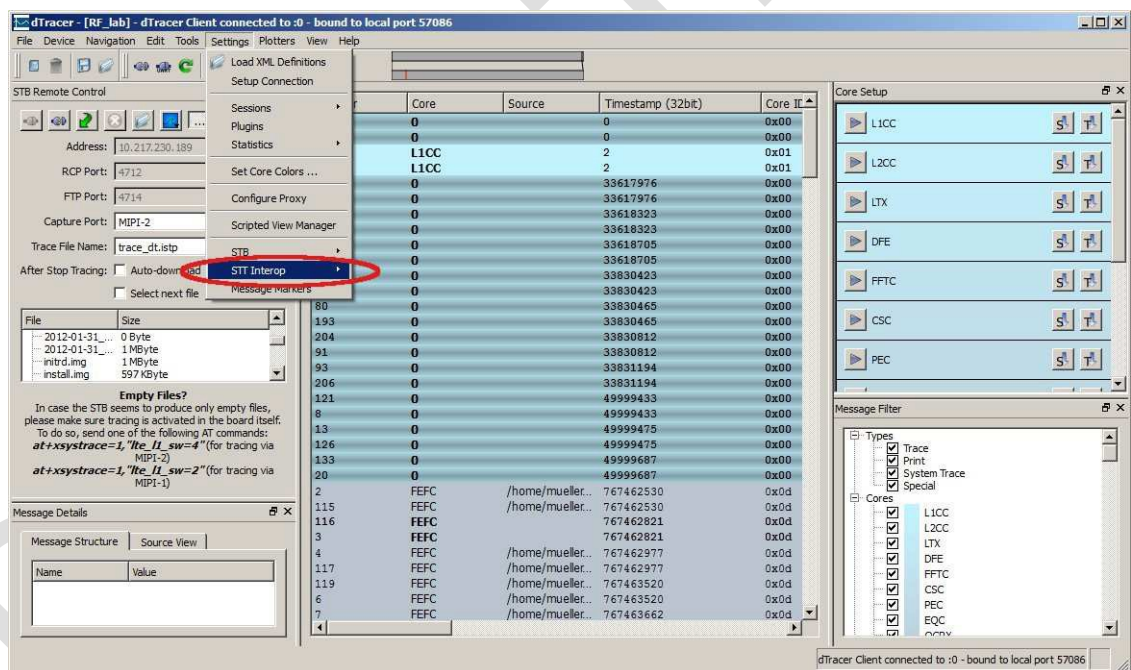 dTracer - [RF_lab] - dTracer Client connected to :0 - bound to local port 57086
File Device Navigation Edit Tools Settings Plotters View Help
Load XML Definitions
Setup Connection
Sessions
Plugins
Statistics
Set Core Colors ...
Configure Proxy
Scripted View Manager
STB
STT Interop
Message Markers
STB Remote Control
...
Address: 10.217.230.189
RCP Port: 4712
FTP Port: 4714
Capture Port: MIPI-2
Trace File Name: trace_dt.istp
After Stop Tracing: Auto-download
Select next file
File Size
2012-01-31_... 0 Byte
2012-01-31_... 1 MByte
initrd.img 1 MByte
install.img 597 KByte
Empty Files?
In case the STB seems to produce only empty files,
please make sure tracing is activated in the board itself.
To do so, send one of the following AT commands:
at+xsystrace=1,"lte_l1_sw=4" (for tracing via
MIPI-2)
at+xsystrace=1,"lte_l1_sw=2" (for tracing via
MIPI-1)
Message Details
Message Structure Source View
Name Value
Core Source Timestamp (32bit) Core ID
0 0 0x00
0 0 0x00
L1CC 2 0x01
L1CC 2 0x01
0 33617976 0x00
0 33617976 0x00
0 33618323 0x00
0 33618323 0x00
0 33618705 0x00
0 33618705 0x00
0 33830423 0x00
0 33830423 0x00
80 0 33830465 0x00
193 0 33830465 0x00
204 0 33830812 0x00
91 0 33830812 0x00
93 0 33831194 0x00
206 0 33831194 0x00
121 0 49999433 0x00
8 0 49999433 0x00
13 0 49999475 0x00
126 0 49999475 0x00
133 0 49999687 0x00
20 0 49999687 0x00
2 FEFC /home/mueller... 767462530 0x0d
115 FEFC /home/mueller... 767462530 0x0d
116 FEFC 767462821 0x0d
3 FEFC 767462821 0x0d
4 FEFC /home/mueller... 767462977 0x0d
117 FEFC /home/mueller... 767462977 0x0d
119 FEFC /home/mueller... 767463520 0x0d
6 FEFC /home/mueller... 767463520 0x0d
7 FEFC /home/mueller... 767463662 0x0d
Core Setup
L1CC S T
L2CC S T
LTX S T
DFE S T
FFTC S T
CSC S T
PEC S T
Message Filter
Types
Trace
Print
System Trace
Special
Cores
L1CC
L2CC
LTX
DFE
FFTC
CSC
PEC
EQC
dTracer Client connected to :0 - bound to local port 57086